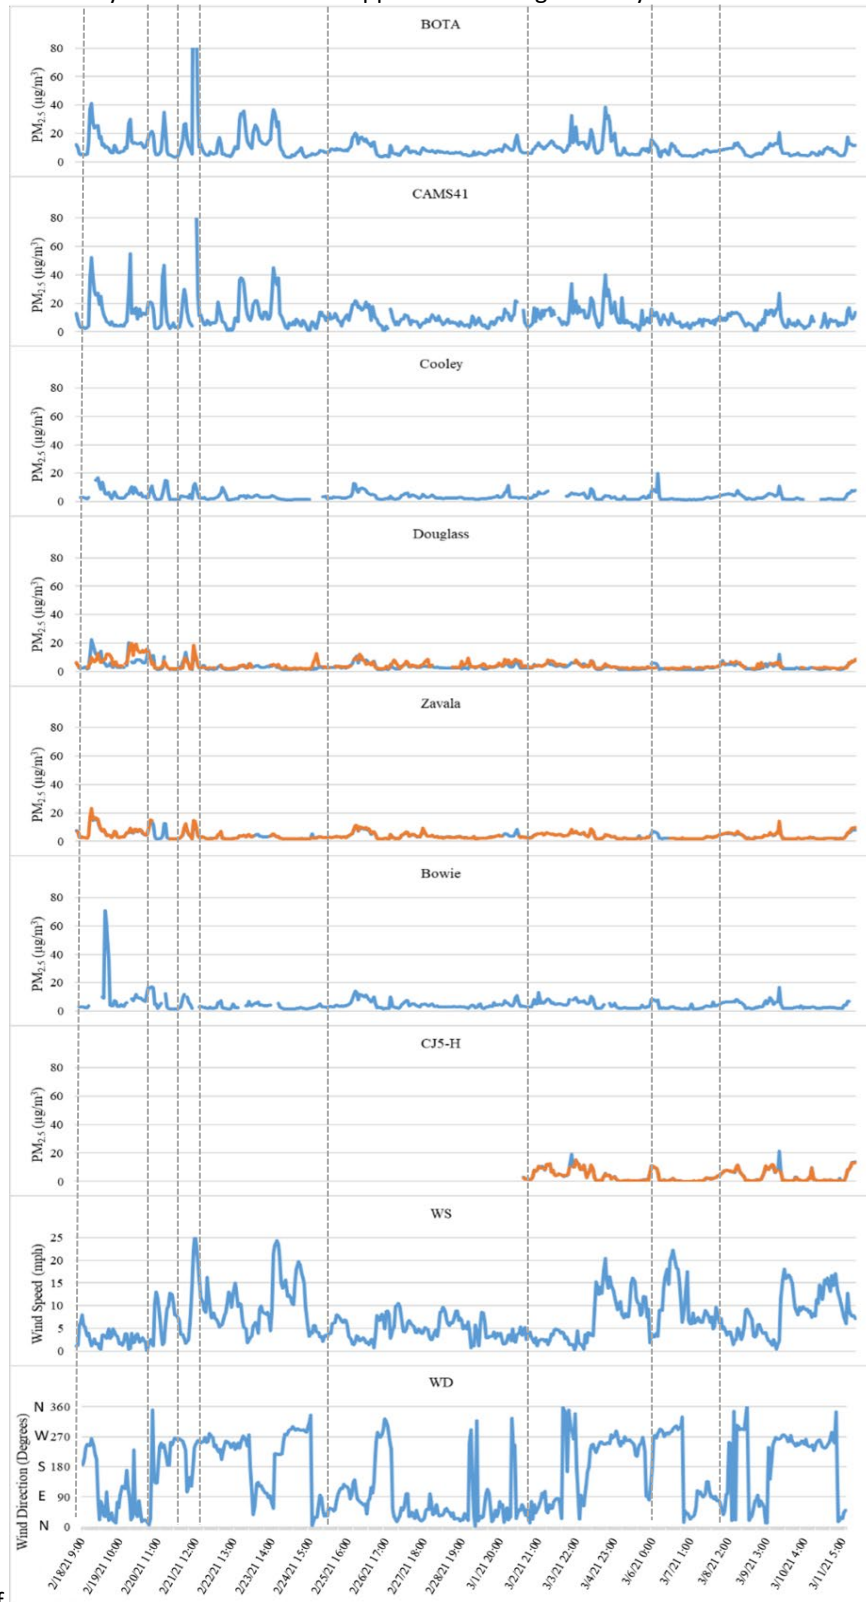 BOTA
PM2.5 (µg/m³)
80
60
40
20
0
CAMS41
PM2.5 (µg/m³)
80
60
40
20
0
Cooley
PM2.5 (µg/m³)
80
60
40
20
0
Douglass
PM2.5 (µg/m³)
80
60
40
20
0
Zavala
PM2.5 (µg/m³)
80
60
40
20
0
Bowie
PM2.5 (µg/m³)
80
60
40
20
0
CJ5-H
PM2.5 (µg/m³)
80
60
40
20
0
WS
Wind Speed (mph)
25
20
15
10
5
0
WD
Wind Direction (Degrees)
N 360
W 270
S 180
E 90
N 0
2/18/21 9:00
2/19/21 10:00
2/20/21 11:00
2/21/21 12:00
2/22/21 13:00
2/23/21 14:00
2/24/21 15:00
2/25/21 16:00
2/26/21 17:00
2/27/21 18:00
2/28/21 19:00
3/1/21 20:00
3/2/21 21:00
3/3/21 22:00
3/4/21 23:00
3/6/21 0:00
3/7/21 1:00
3/8/21 2:00
3/9/21 3:00
3/10/21 4:00
3/11/21 5:00